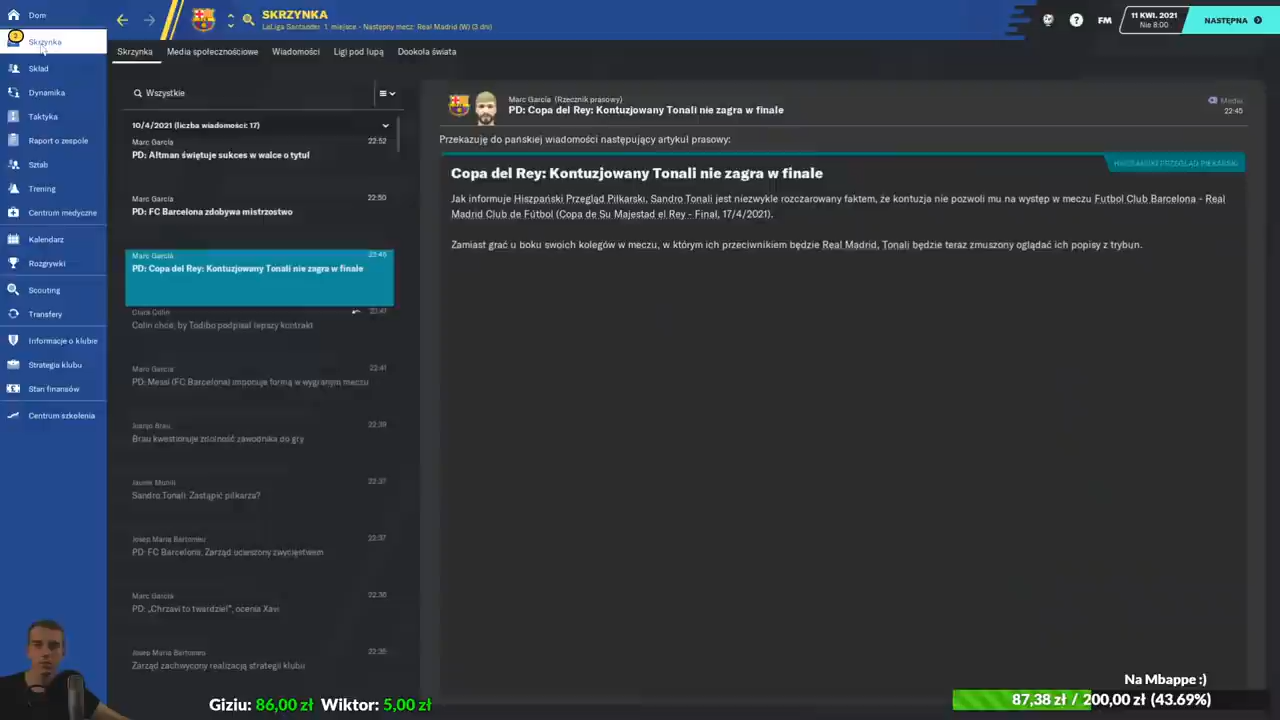 Dom
2
Skrzynka
Skład
Dynamika
Taktyka
Raport o zespole
Sztab
Trening
Centrum medyczne
Kalendarz
Rozgrywki
Scouting
Transfery
Informacje o klubie
Strategia klubu
Stan finansów
Centrum szkolenia
SKRZYNKA
LaLiga Santander: 1. miejsce - Następny mecz: Real Madrid (W) (3 dni)
?
FM
11 KWI. 2021
Nie 8:00
NASTĘPNA
Skrzynka Media społecznościowe Wiadomości Ligi pod lupą Dookoła świata
Wszystkie
10/4/2021 (liczba wiadomości: 17)
Marc García 22:52
PD: Altman świętuje sukces w walce o tytuł
Marc García 22:50
PD: FC Barcelona zdobywa mistrzostwo
Marc García 22:45
PD: Copa del Rey: Kontuzjowany Tonali nie zagra w finale
Colin chce, by Todibo podpisał lepszy kontrakt
Marc García 22:41
PD: Messi (FC Barcelona) imponuje formą w wygranym meczu
Juanjo Brau 22:39
Brau kwestionuje zdolność zawodnika do gry
22:37
Sandro Tonali: Zastąpić piłkarza?
Josep Maria Bartomeu 22:37
PD: FC Barcelona: Zarząd ucieszony zwycięstwem
Marc García 22:36
PD: „Chrzavi to twardziel”, ocenia Xavi
Josep Maria Bartomeu 22:35
Zarząd zachwycony realizacją strategii klubu
Marc García (Rzecznik prasowy)
PD: Copa del Rey: Kontuzjowany Tonali nie zagra w finale
Media
22:45
Przekazuję do pańskiej wiadomości następujący artykuł prasowy:
HISZPAŃSKI PRZEGLĄD PIŁKARSKI
Copa del Rey: Kontuzjowany Tonali nie zagra w finale
Jak informuje Hiszpański Przegląd Piłkarski, Sandro Tonali jest niezwykle rozczarowany faktem, że kontuzja nie pozwoli mu na występ w meczu Futbol Club Barcelona - Real
Madrid Club de Fútbol (Copa de Su Majestad el Rey - Final, 17/4/2021).
Zamiast grać u boku swoich kolegów w meczu, w którym ich przeciwnikiem będzie Real Madrid, Tonali będzie teraz zmuszony oglądać ich popisy z trybun.
Giziu: 86,00 zł Wiktor: 5,00 zł
Na Mbappe :)
87,38 zł / 200,00 zł (43.69%)